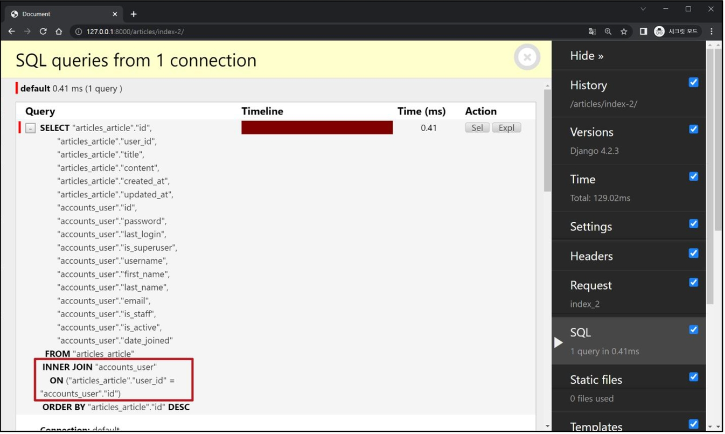 Document
127.0.0.1:8000/articles/index-2/
시크릿 모드
SQL queries from 1 connection
default 0.41 ms (1 query )
Query Timeline Time (ms) Action
SELECT "articles_article"."id", 0.41 Sel Expl
"articles_article"."user_id",
"articles_article"."title",
"articles_article"."content",
"articles_article"."created_at",
"articles_article"."updated_at",
"accounts_user"."id",
"accounts_user"."password",
"accounts_user"."last_login",
"accounts_user"."is_superuser",
"accounts_user"."username",
"accounts_user"."first_name",
"accounts_user"."last_name",
"accounts_user"."email",
"accounts_user"."is_staff",
"accounts_user"."is_active",
"accounts_user"."date_joined"
FROM "articles_article"
INNER JOIN "accounts_user"
ON ("articles_article"."user_id" =
"accounts_user"."id")
ORDER BY "articles_article"."id" DESC
Connection: default
Hide »
History
/articles/index-2/
Versions
Django 4.2.3
Time
Total: 129.02ms
Settings
Headers
Request
index_2
SQL
1 query in 0.41ms
Static files
0 files used
Templates